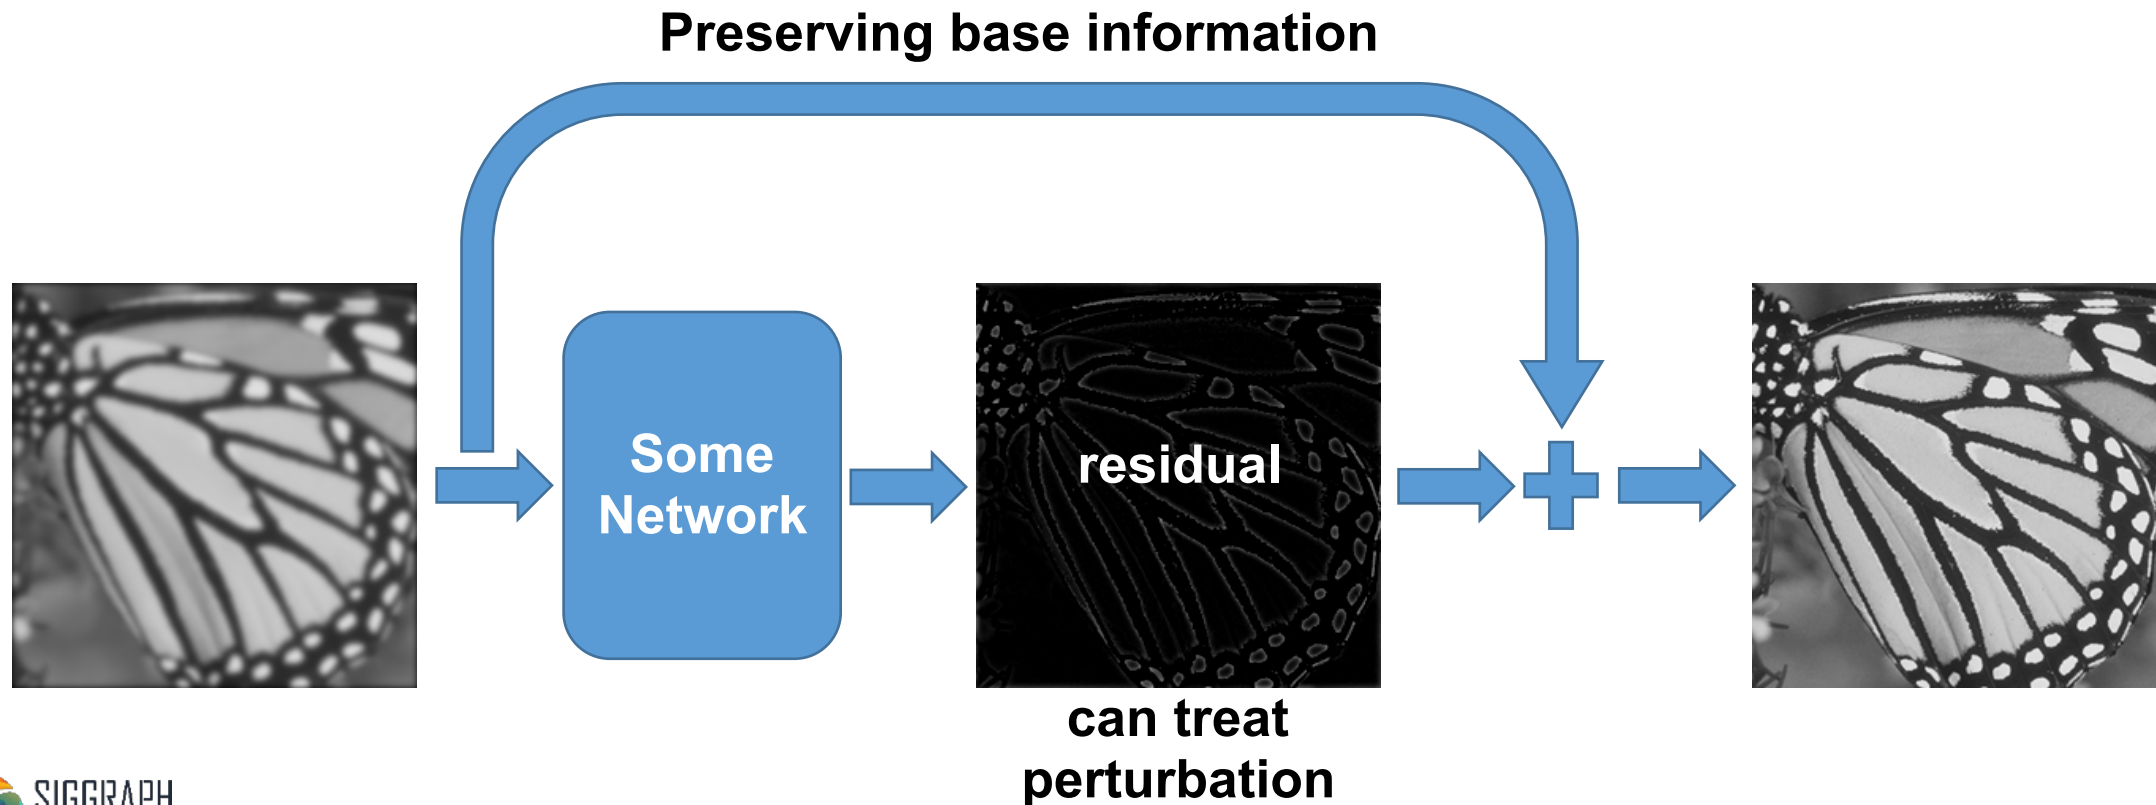 Preserving base information
Some
Network
residual
can treat
perturbation
SIGGRAPH